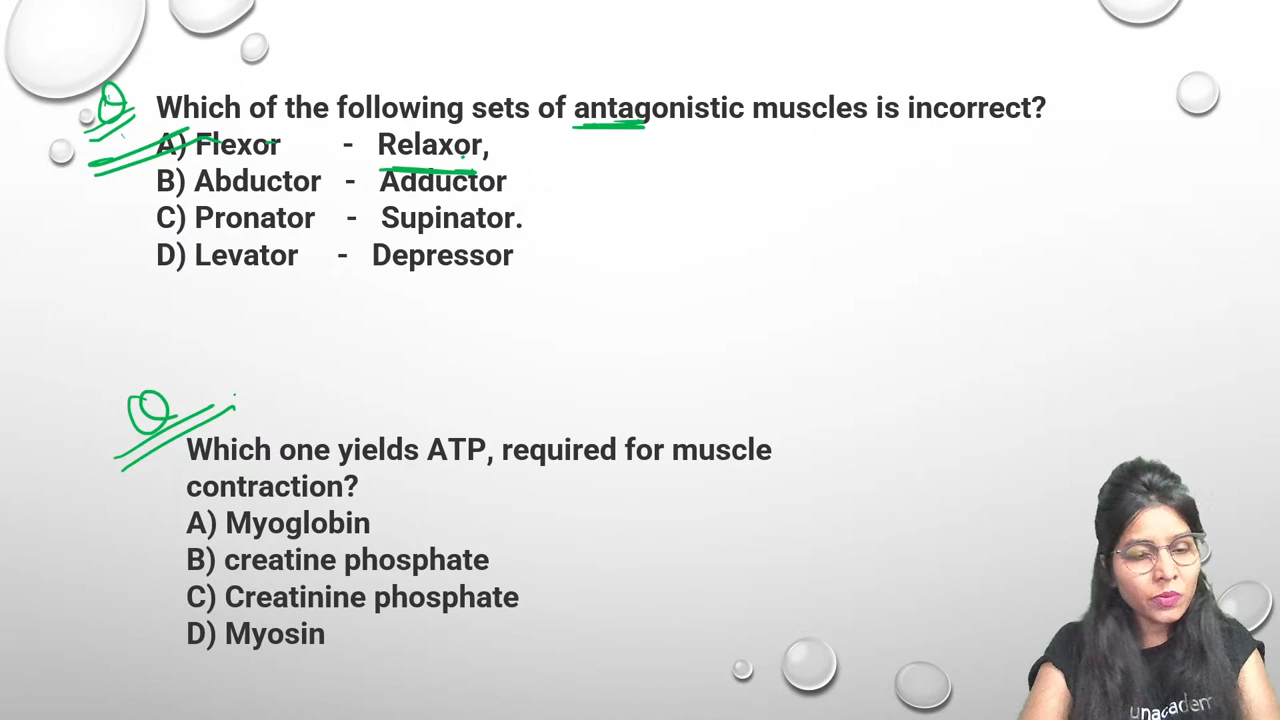 Q
Which of the following sets of antagonistic muscles is incorrect?
A) Flexor - Relaxor,
B) Abductor - Adductor
C) Pronator - Supinator.
D) Levator - Depressor
Q
Which one yields ATP, required for muscle
contraction?
A) Myoglobin
B) creatine phosphate
C) Creatinine phosphate
D) Myosin
unacadem